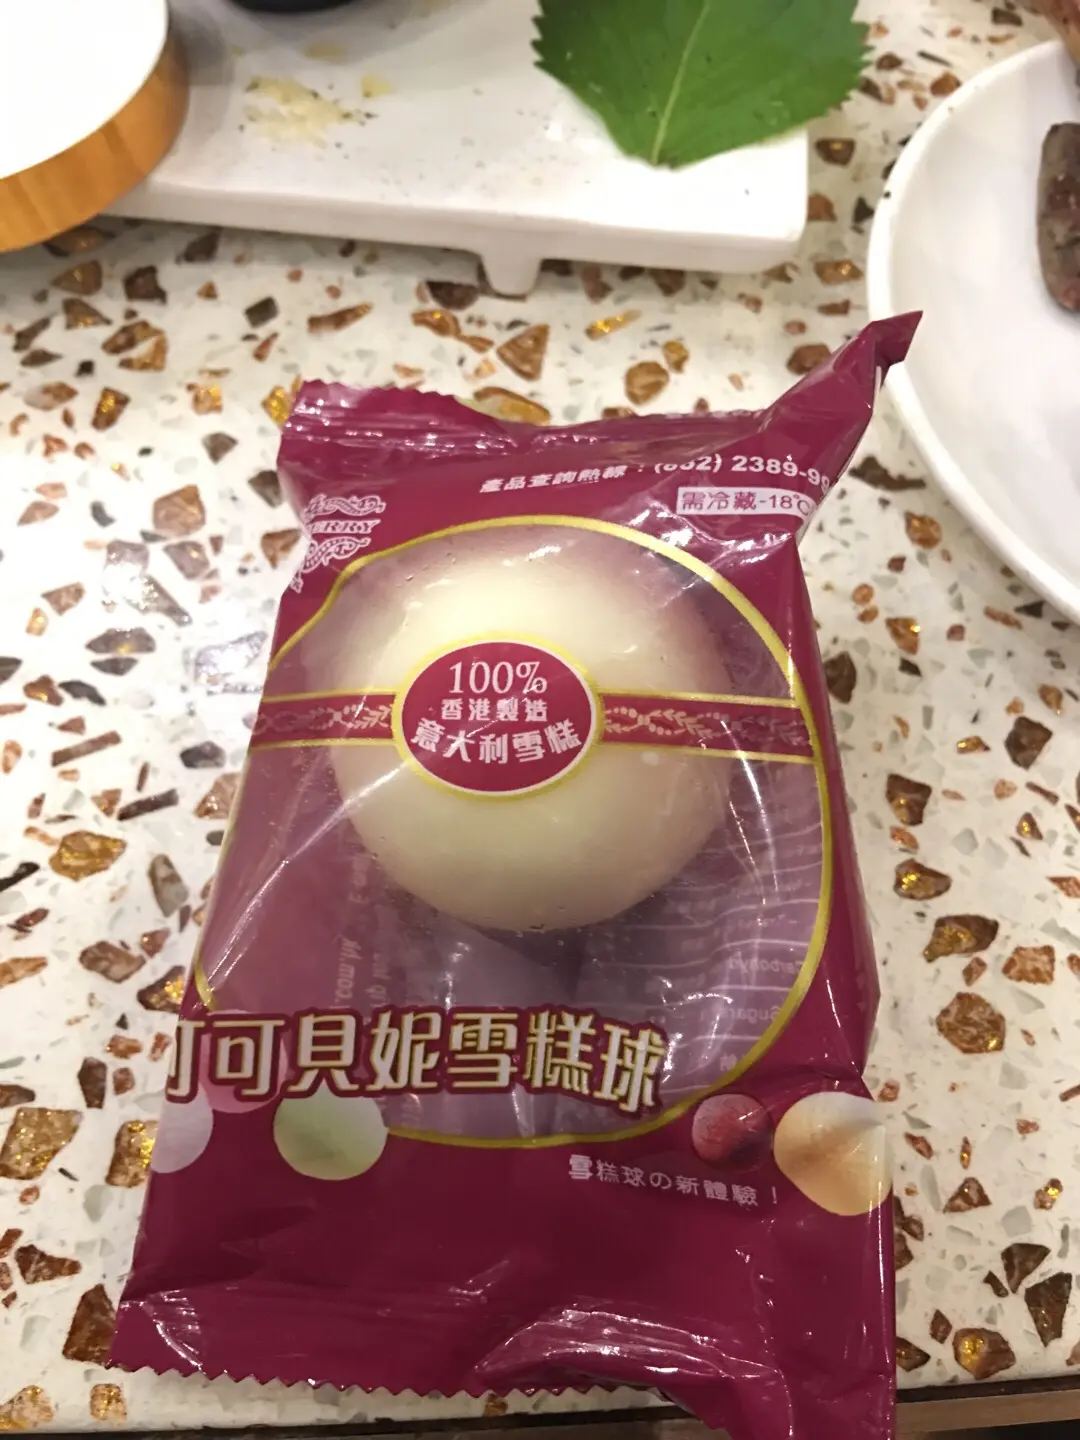 產品查詢熱線：(852) 2389-99
需冷藏-18℃
100%
香港製造
意大利雪糕
可可貝妮雪糕球
雪糕球の新體驗！